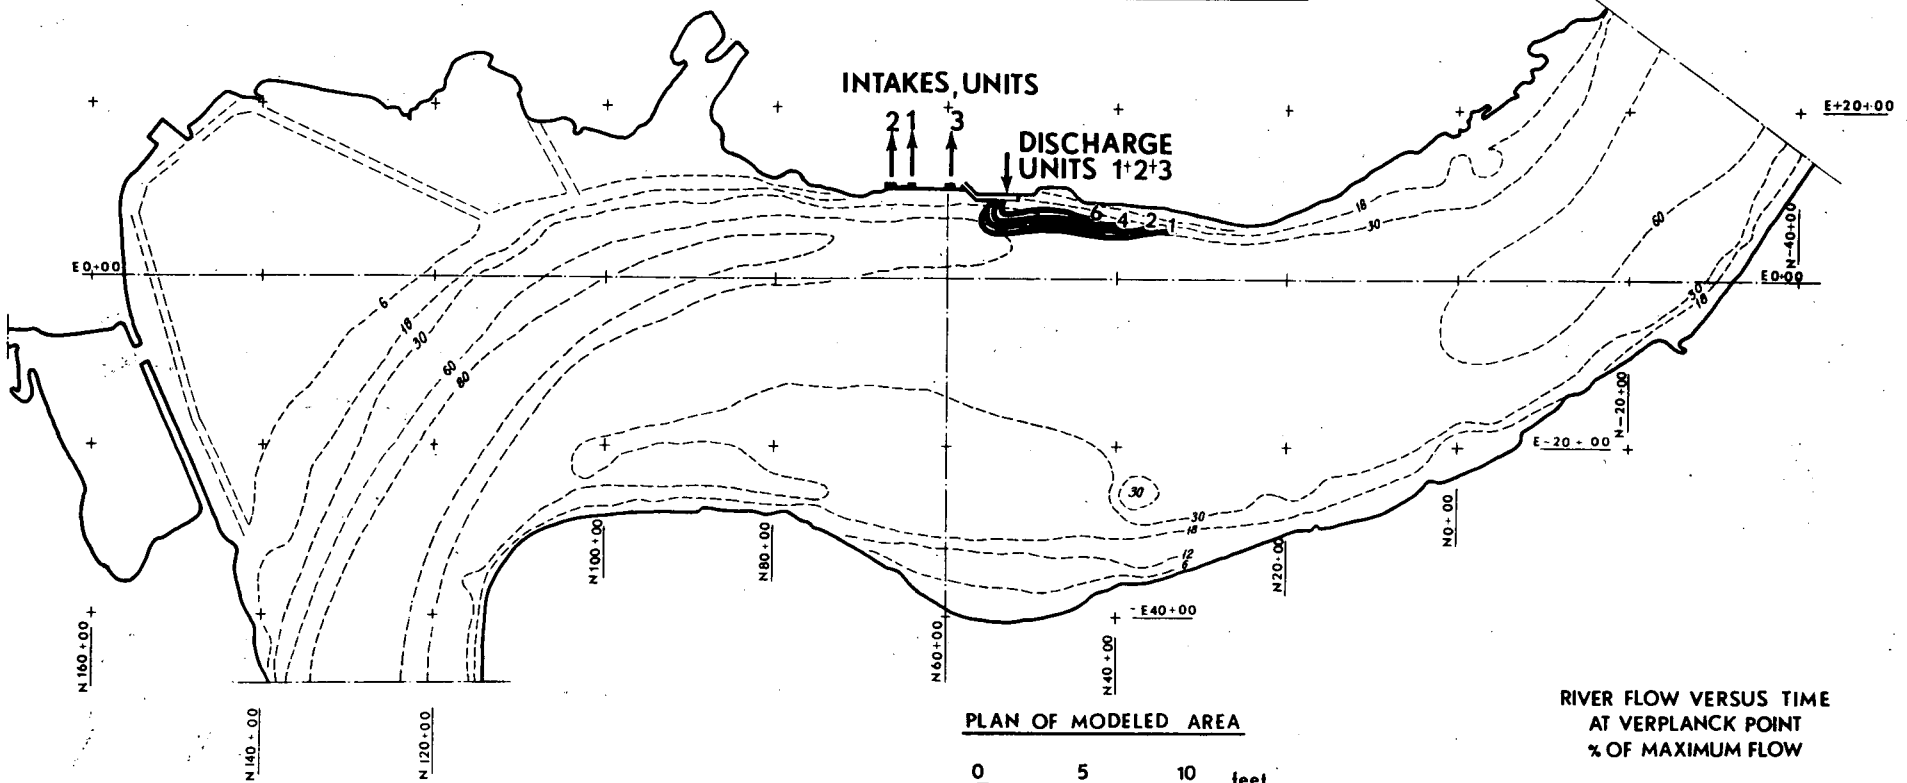 INTAKES, UNITS
2 1 3
DISCHARGE
UNITS 1+2+3
E+20+00
6 4 2 1
18
30
60
N-40+00
E0+00
E0+00
6
18
30
60
80
30
18
N-20+00
E-20+00
30
30
18
12
6
N0+00
N20+00
N100+00
N80+00
-E40+00
N160+00
N60+00
N40+00
N140+00
N120+00
PLAN OF MODELED AREA
0 5 10 feet
RIVER FLOW VERSUS TIME
AT VERPLANCK POINT
% OF MAXIMUM FLOW